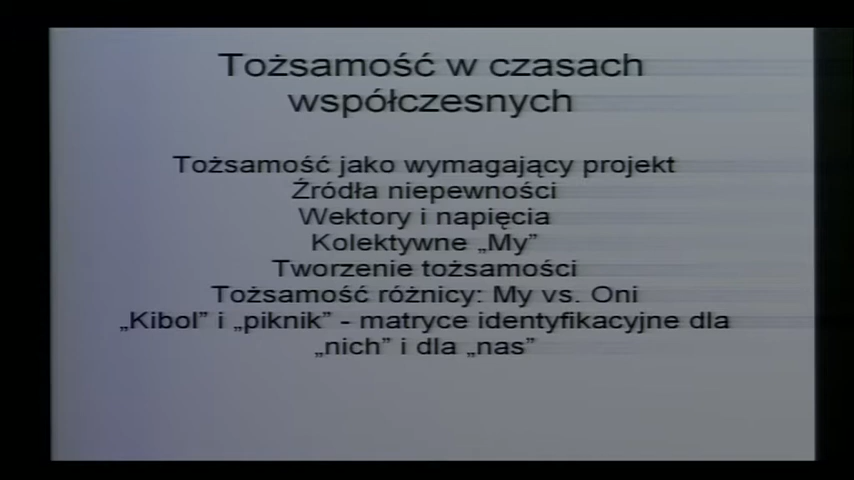 Tożsamość w czasach
współczesnych
Tożsamość jako wymagający projekt
Źródła niepewności
Wektory i napięcia
Kolektywne „My”
Tworzenie tożsamości
Tożsamość różnicy: My vs. Oni
„Kibol” i „piknik” - matryce identyfikacyjne dla
„nich” i dla „nas”